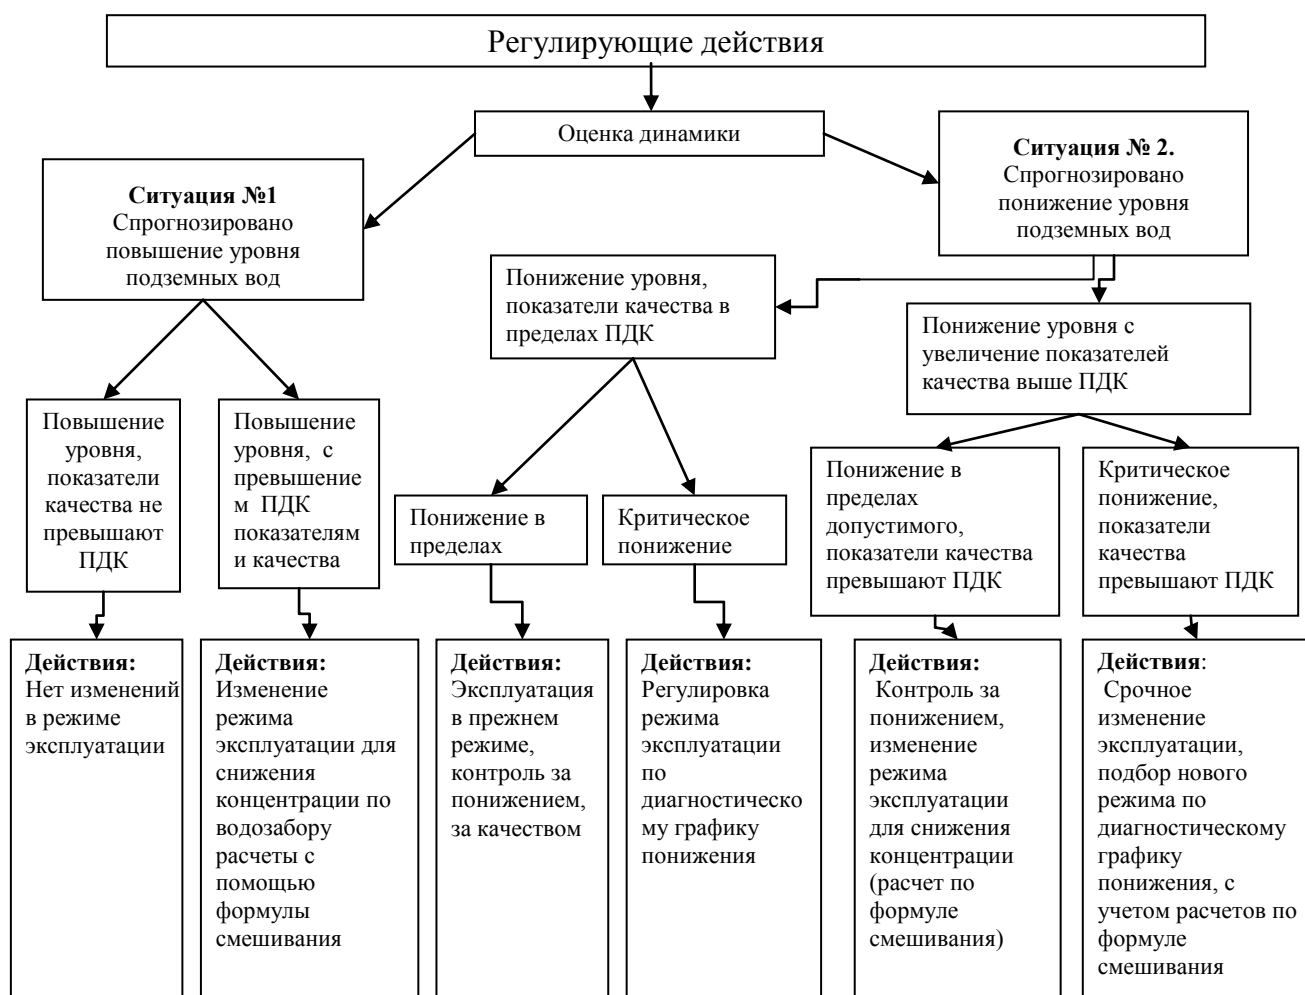 Регулирующие действия
Оценка динамики
Ситуация №1
Спрогнозировано
повышение уровня
подземных вод
Ситуация № 2.
Спрогнозировано
понижение уровня
подземных вод
Понижение уровня,
показатели качества в
пределах ПДК
Понижение уровня с
увеличение показателей
качества выше ПДК
Повышение
уровня,
показатели
качества не
превышают
ПДК
Повышение
уровня, с
превышение
м ПДК
показателям
и качества
Понижение в
пределах
Критическое
понижение
Понижение в
пределах
допустимого,
показатели качества
превышают ПДК
Критическое
понижение,
показатели
качества
превышают ПДК
Действия:
Нет изменений
в режиме
эксплуатации
Действия:
Изменение
режима
эксплуатации для
снижения
концентрации по
водозабору
расчеты с
помощью
формулы
смешивания
Действия:
Эксплуатация
в прежнем
режиме,
контроль за
понижением,
за качеством
Действия:
Регулировка
режима
эксплуатации
по
диагностическо
му графику
понижения
Действия:
Контроль за
понижением,
изменение
режима
эксплуатации
для снижения
концентрации
(расчет по
формуле
смешивания)
Действия:
Срочное
изменение
эксплуатации,
подбор нового
режима по
диагностическому
графику
понижения, с
учетом расчетов по
формуле
смешивания